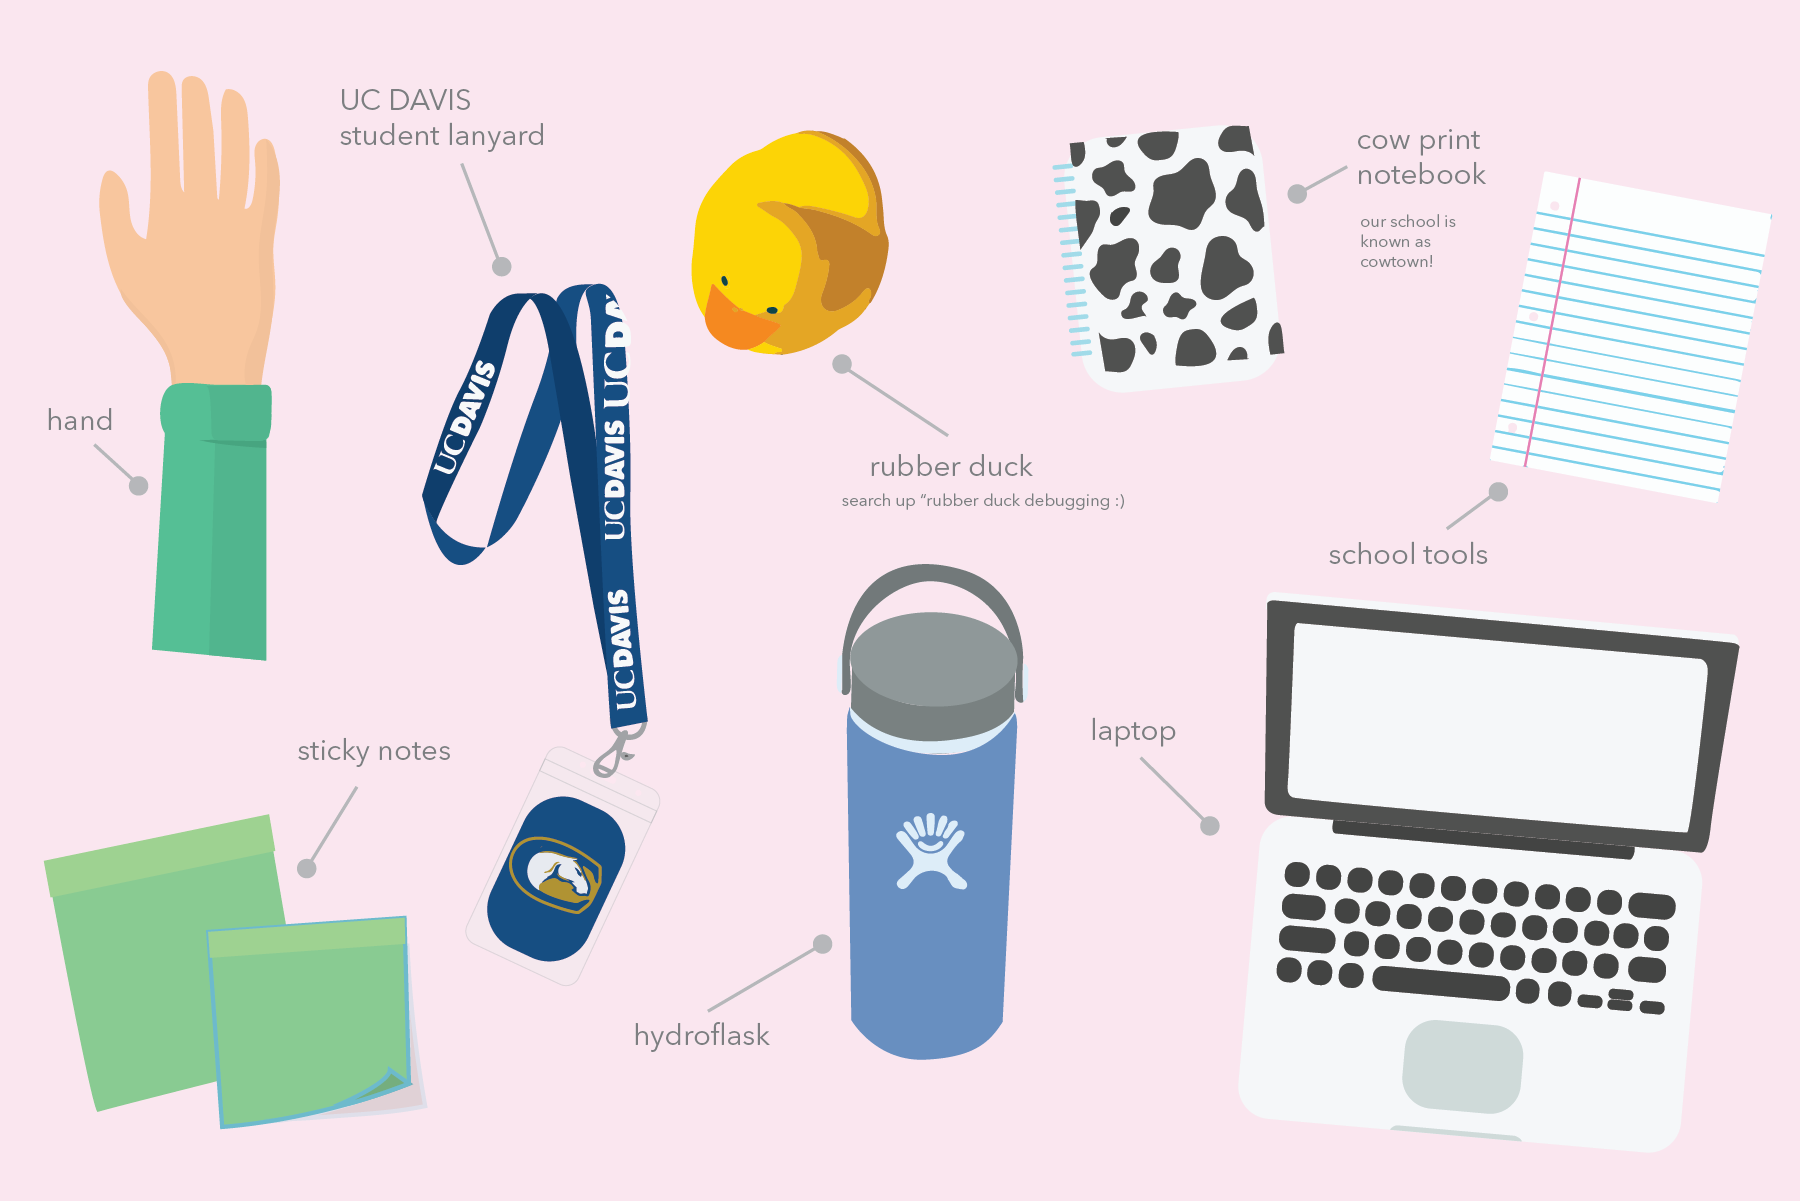 UC DAVIS
student lanyard
cow print
notebook
our school is
known as
cowtown!
hand
UCDAVIS
UCDA
UCDAVIS
UCDAVIS
rubber duck
search up “rubber duck debugging :)
school tools
sticky notes
laptop
hydroflask